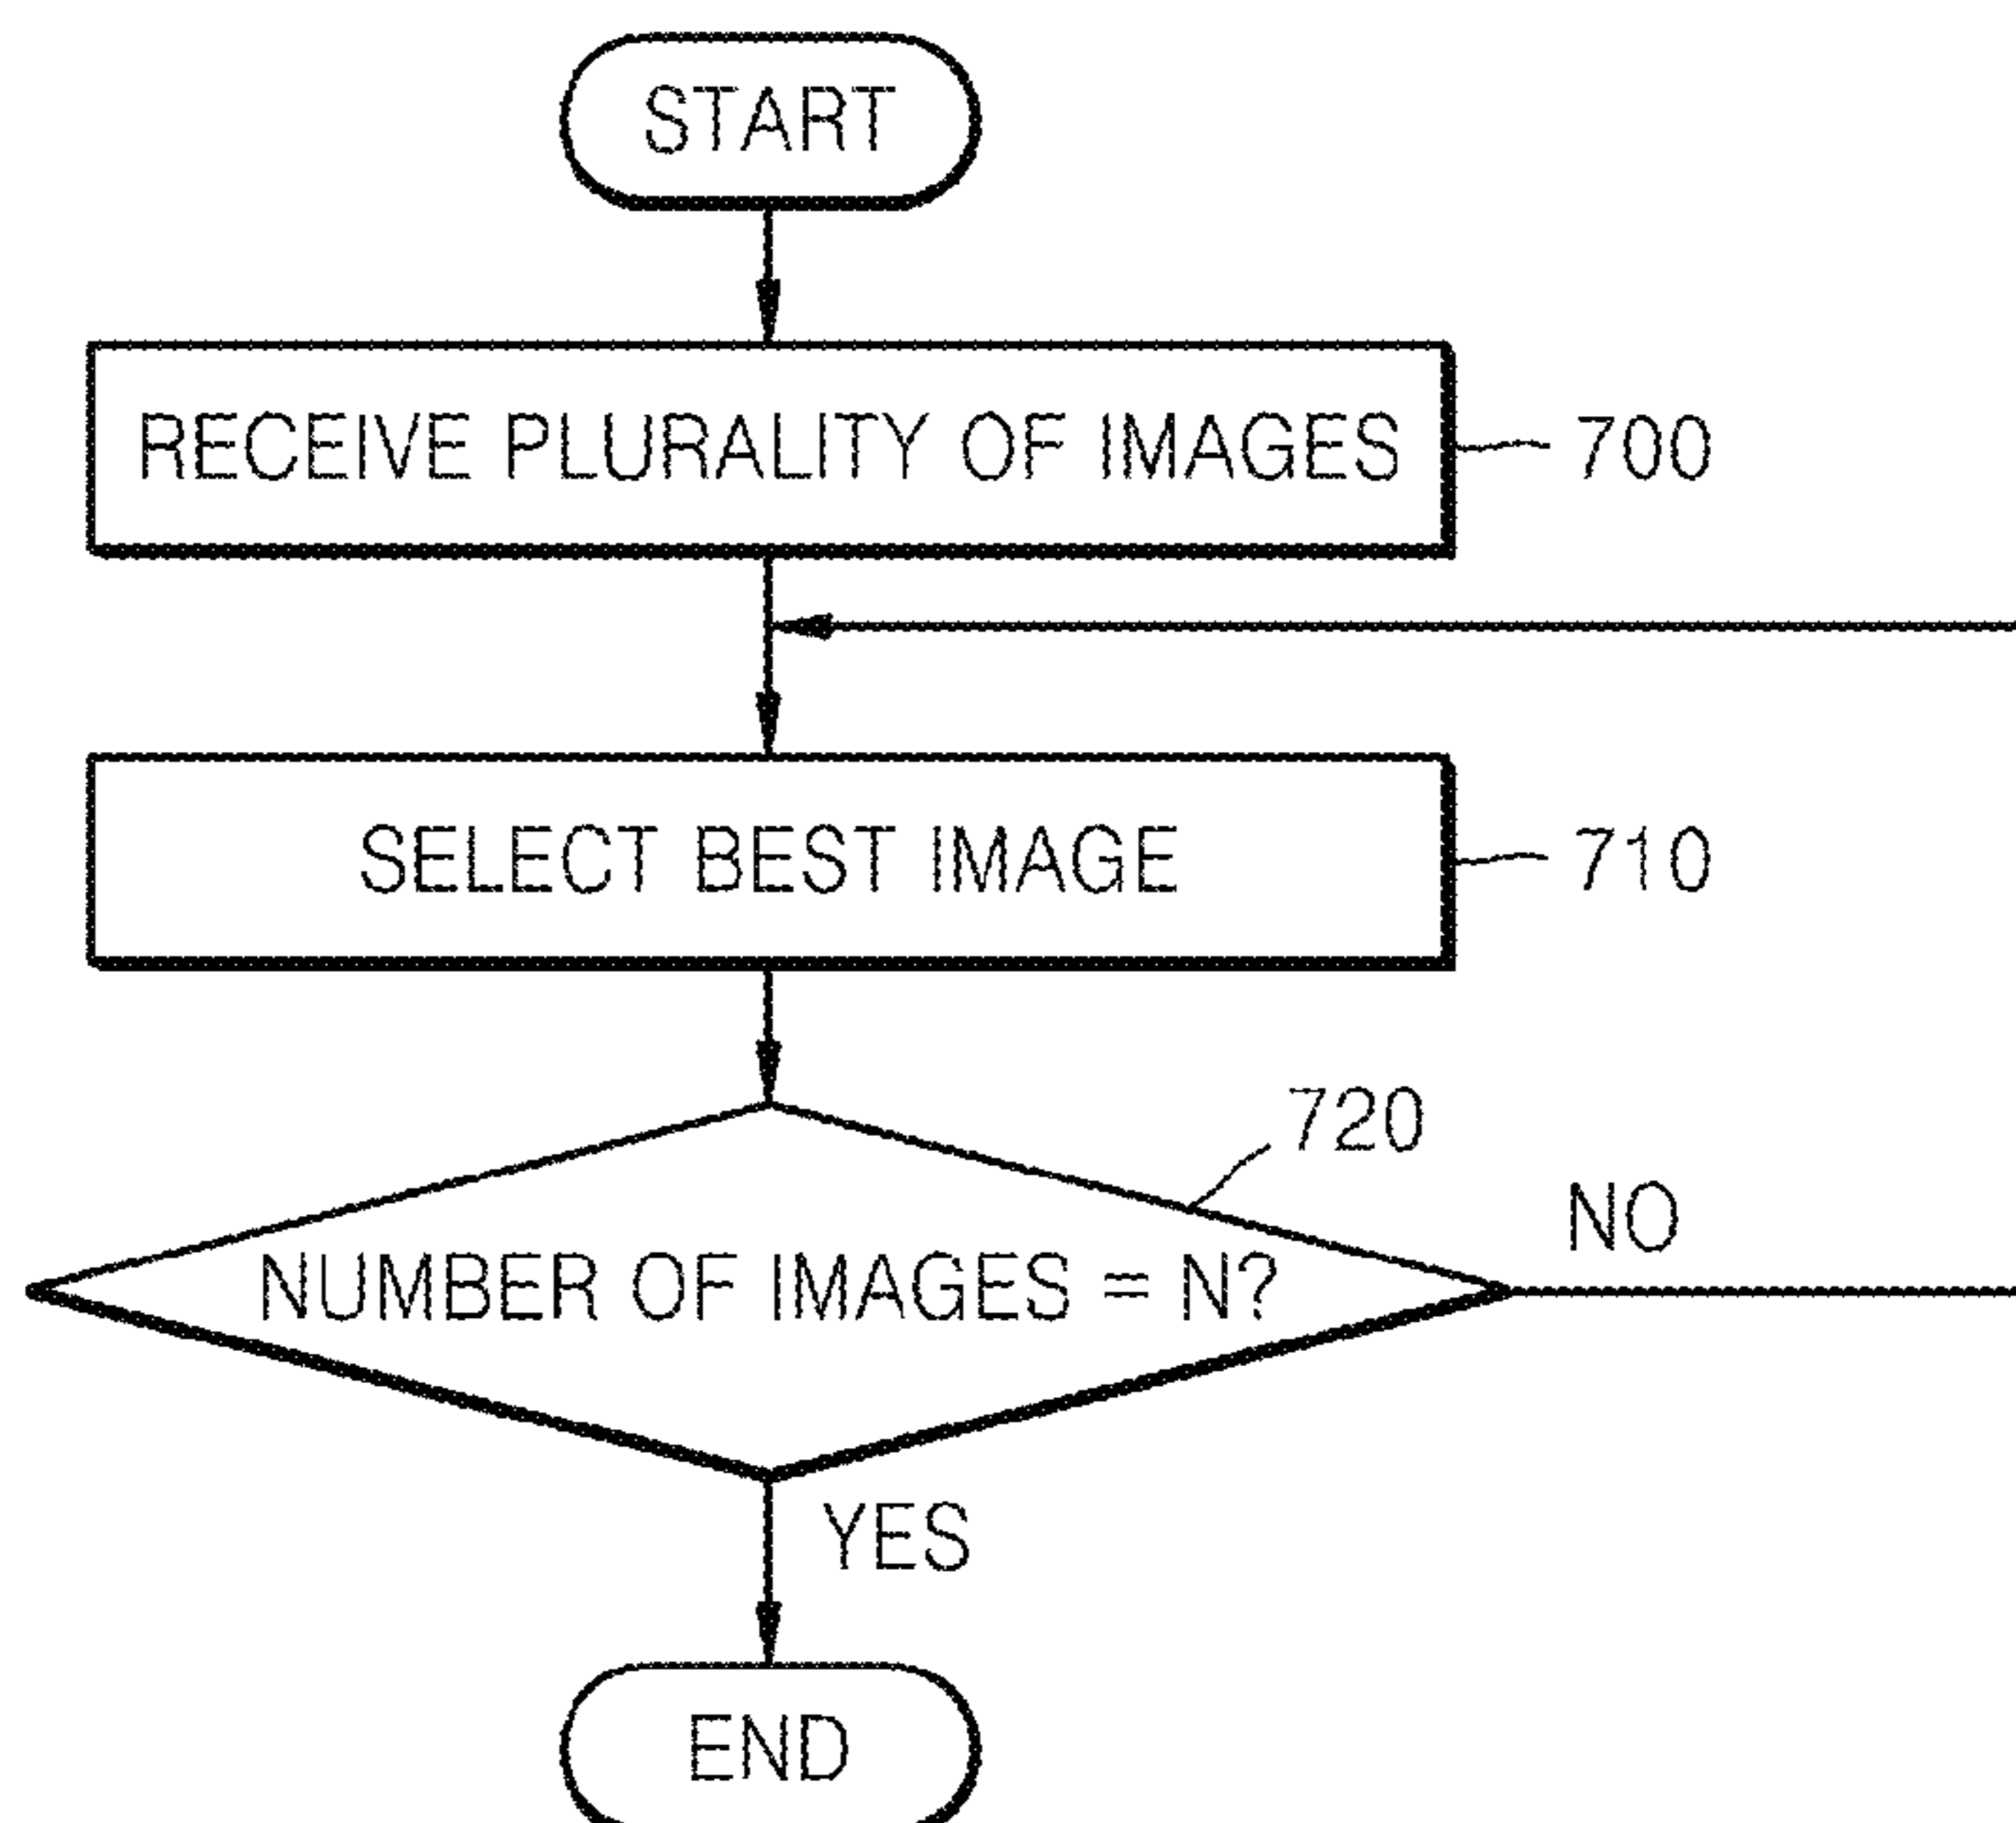 START
RECEIVE PLURALITY OF IMAGES
700
SELECT BEST IMAGE
710
720
NUMBER OF IMAGES = N?
NO
YES
END